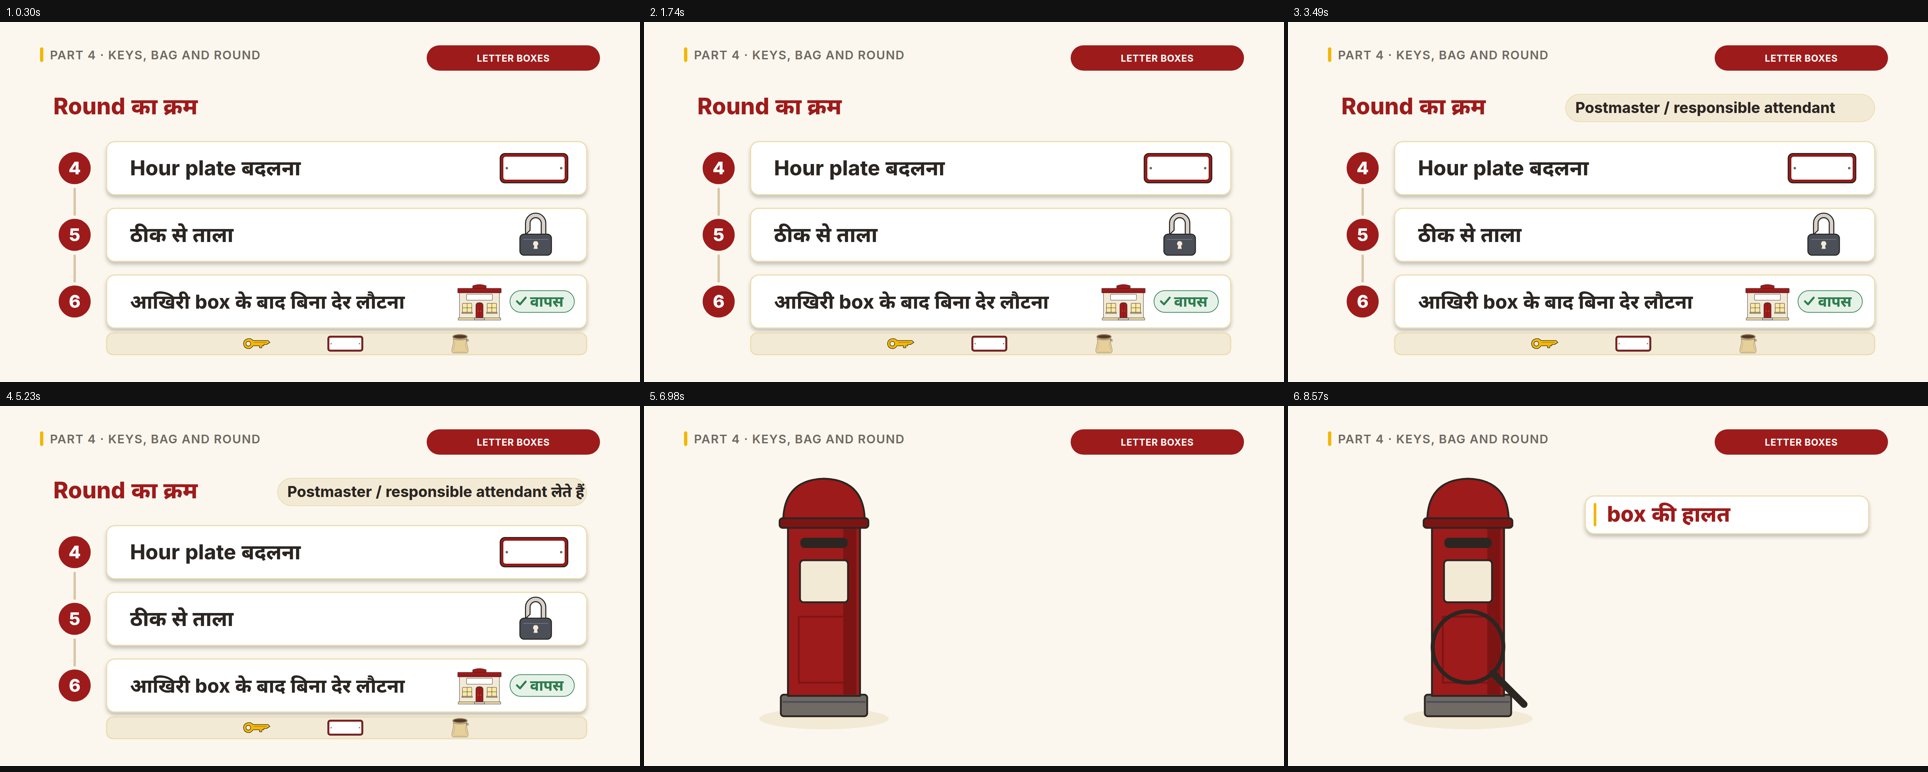 1. 0.30s
PART 4 · KEYS, BAG AND ROUND
LETTER BOXES
Round का क्रम
4 Hour plate बदलना
5 ठीक से ताला
6 आखिरी box के बाद बिना देर लौटना ✓ वापस
2. 1.74s
PART 4 · KEYS, BAG AND ROUND
LETTER BOXES
Round का क्रम
4 Hour plate बदलना
5 ठीक से ताला
6 आखिरी box के बाद बिना देर लौटना ✓ वापस
3. 3.49s
PART 4 · KEYS, BAG AND ROUND
LETTER BOXES
Round का क्रम
Postmaster / responsible attendant
4 Hour plate बदलना
5 ठीक से ताला
6 आखिरी box के बाद बिना देर लौटना ✓ वापस
4. 5.23s
PART 4 · KEYS, BAG AND ROUND
LETTER BOXES
Round का क्रम
Postmaster / responsible attendant लेते हैं
4 Hour plate बदलना
5 ठीक से ताला
6 आखिरी box के बाद बिना देर लौटना ✓ वापस
5. 6.98s
PART 4 · KEYS, BAG AND ROUND
LETTER BOXES
6. 8.57s
PART 4 · KEYS, BAG AND ROUND
LETTER BOXES
box की हालत